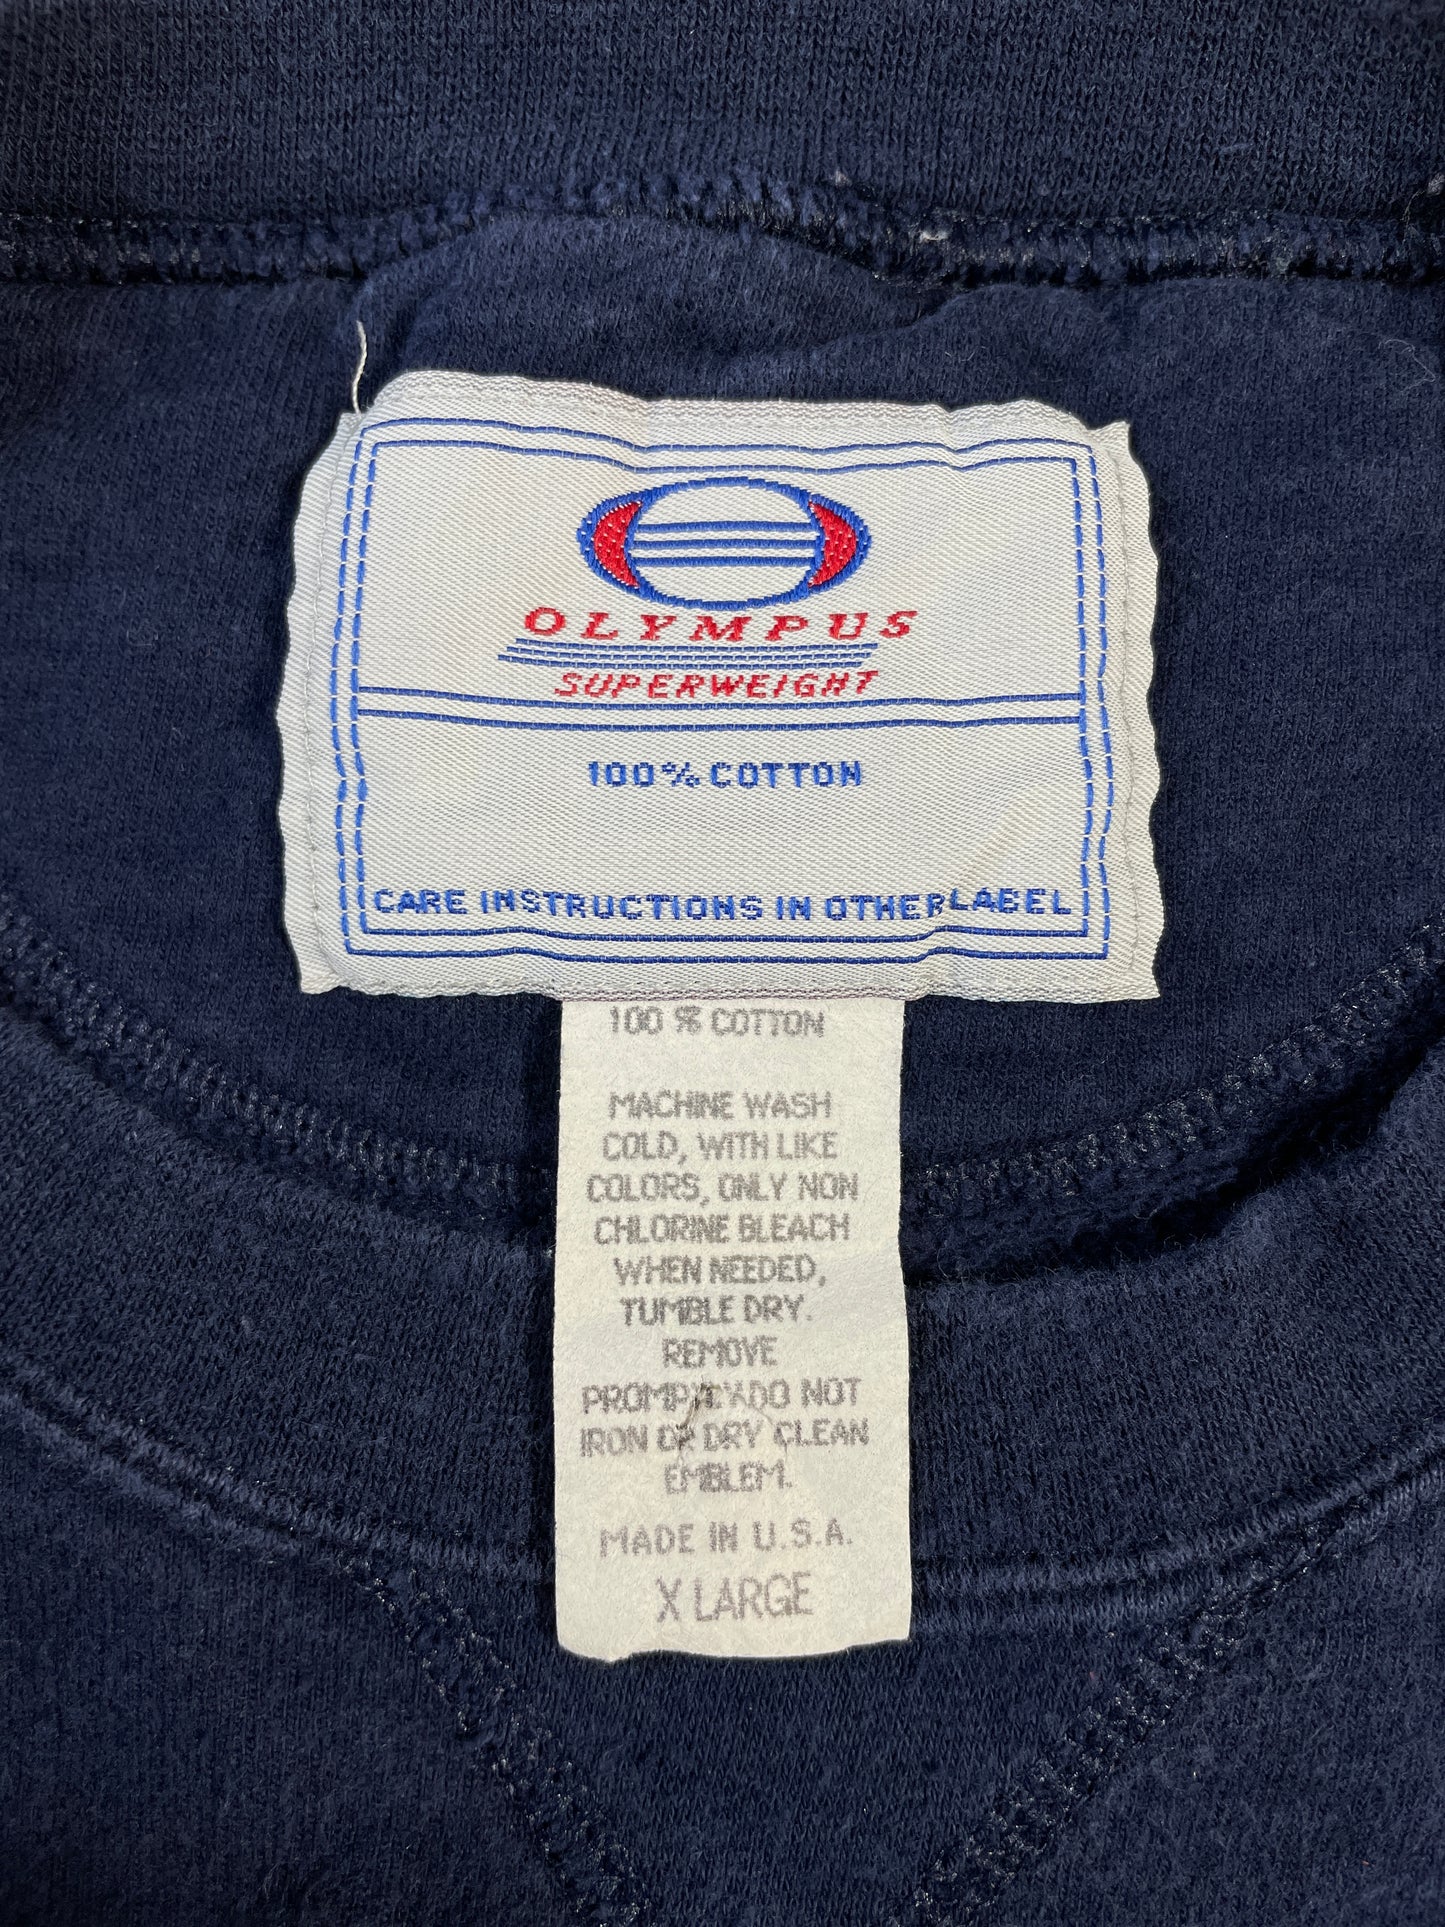 OLYMPUS
SUPERWEIGHT
100% COTTON
CARE INSTRUCTIONS IN OTHER LABEL
100 % COTTON
MACHINE WASH
COLD, WITH LIKE
COLORS, ONLY NON
CHLORINE BLEACH
WHEN NEEDED,
TUMBLE DRY.
REMOVE
PROMPTLY DO NOT
IRON OR DRY CLEAN
EMBLEM.
MADE IN U.S.A.
X LARGE